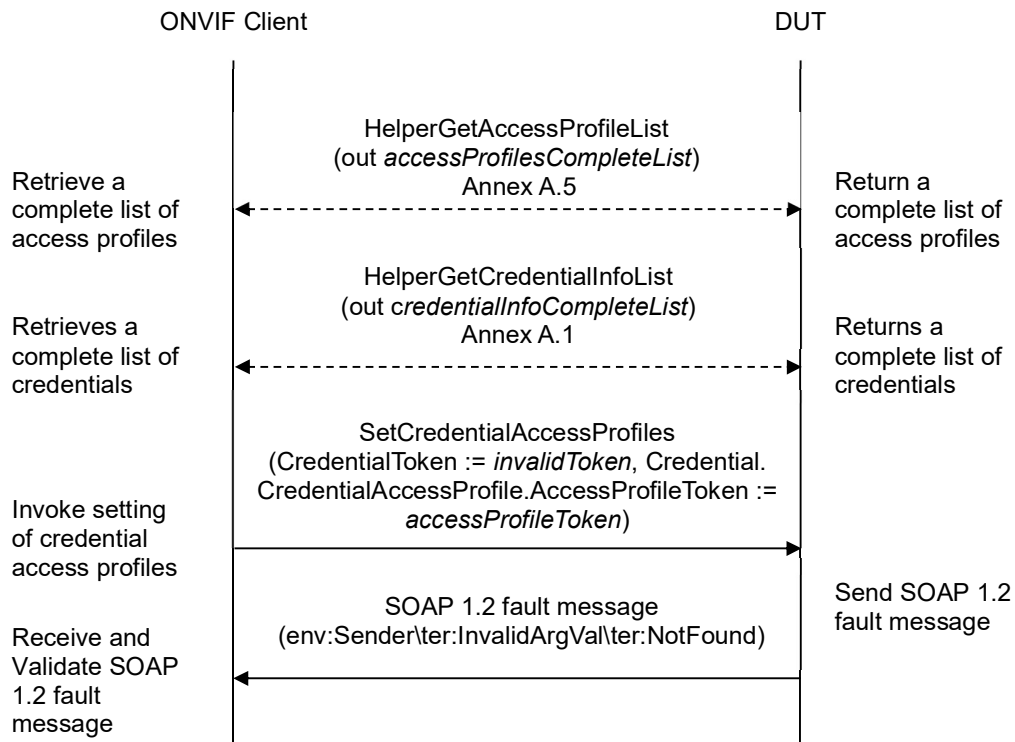 ONVIF Client
DUT
HelperGetAccessProfileList
(out accessProfilesCompleteList)
Annex A.5
Retrieve a
complete list of
access profiles
Return a
complete list of
access profiles
HelperGetCredentialInfoList
(out credentialInfoCompleteList)
Annex A.1
Retrieves a
complete list of
credentials
Returns a
complete list of
credentials
SetCredentialAccessProfiles
(CredentialToken := invalidToken, Credential.
CredentialAccessProfile.AccessProfileToken :=
accessProfileToken)
Invoke setting
of credential
access profiles
SOAP 1.2 fault message
(env:Sender\ter:InvalidArgVal\ter:NotFound)
Send SOAP 1.2
fault message
Receive and
Validate SOAP
1.2 fault
message